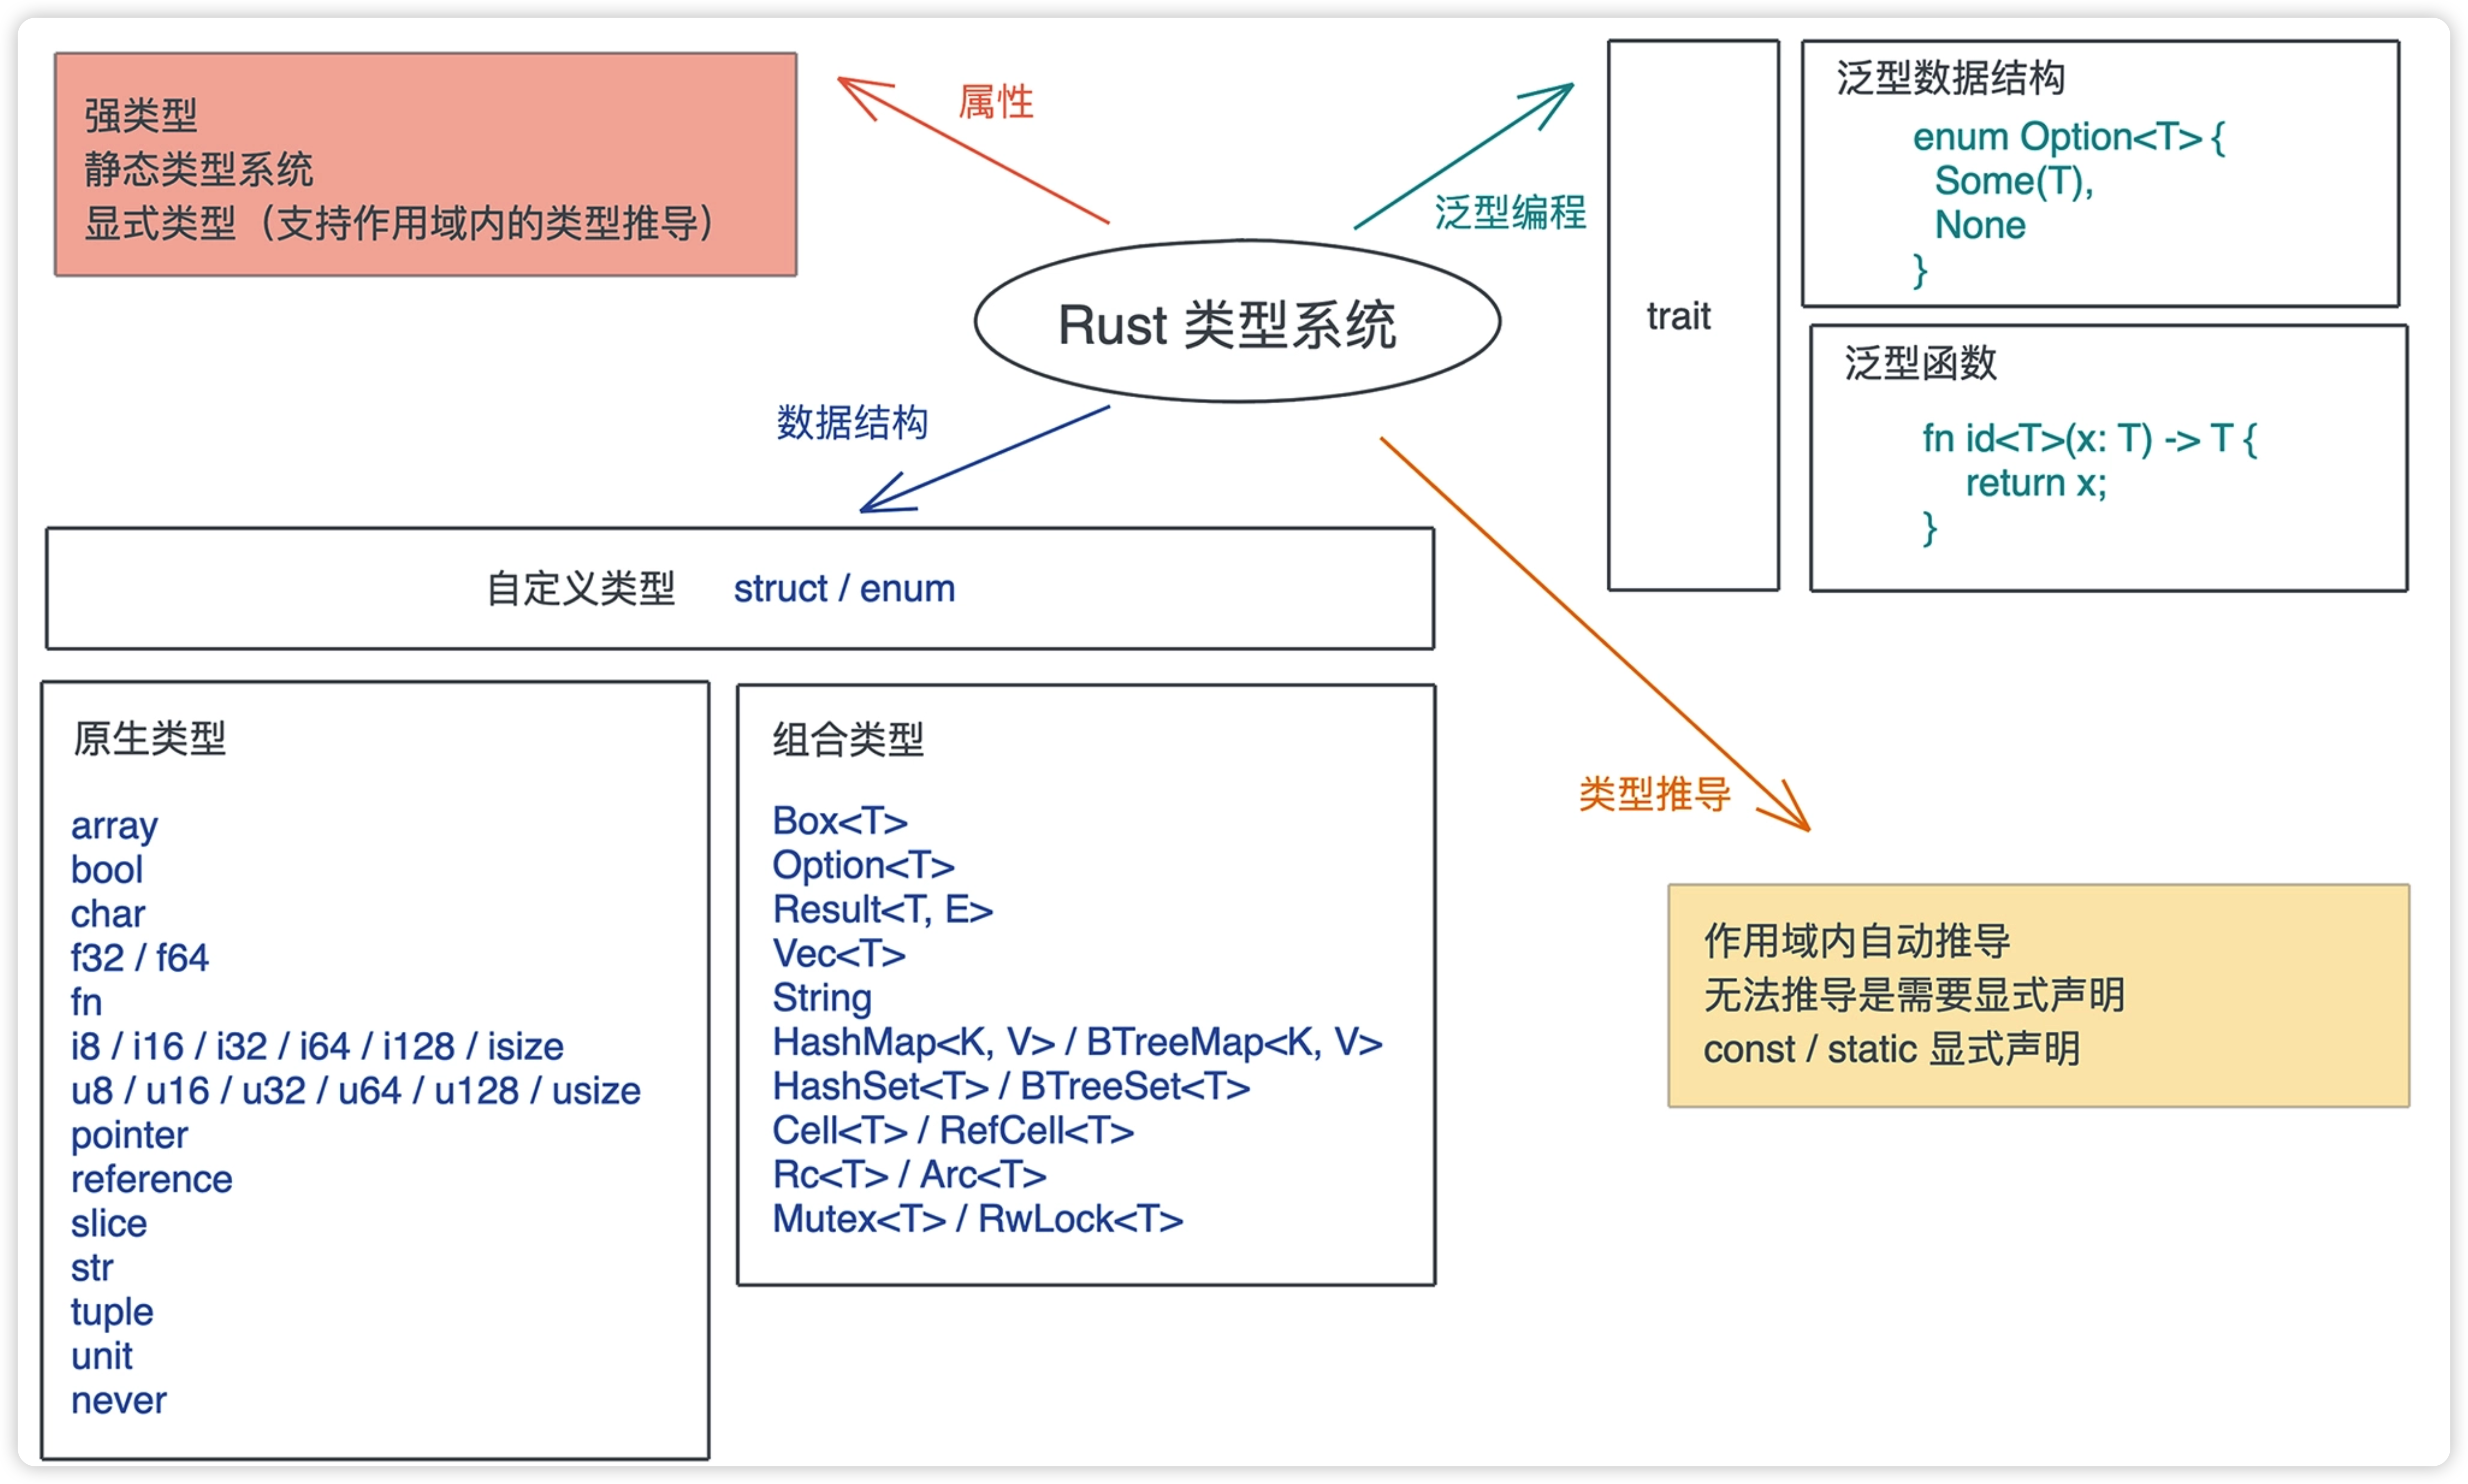 强类型
静态类型系统
显式类型（支持作用域内的类型推导）
属性
泛型编程
trait
泛型数据结构
enum Option<T> {
Some(T),
None
}
泛型函数
fn id<T>(x: T) -> T {
return x;
}
Rust 类型系统
数据结构
自定义类型 struct / enum
原生类型
array
bool
char
f32 / f64
fn
i8 / i16 / i32 / i64 / i128 / isize
u8 / u16 / u32 / u64 / u128 / usize
pointer
reference
slice
str
tuple
unit
never
组合类型
Box<T>
Option<T>
Result<T, E>
Vec<T>
String
HashMap<K, V> / BTreeMap<K, V>
HashSet<T> / BTreeSet<T>
Cell<T> / RefCell<T>
Rc<T> / Arc<T>
Mutex<T> / RwLock<T>
类型推导
作用域内自动推导
无法推导是需要显式声明
const / static 显式声明